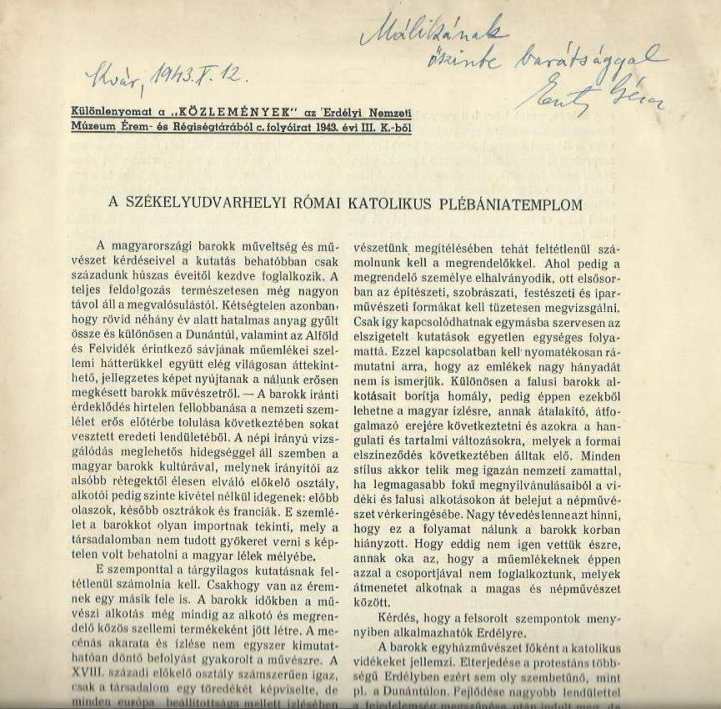 Málikának
őszinte barátsággal
Entz Géza
Kvár, 1943. X. 12.
Különlenyomat a „KÖZLEMÉNYEK" az Erdélyi Nemzeti
Múzeum Érem- és Régiségtárából c. folyóirat 1943. évi III. K.-ből
A SZÉKELYUDVARHELYI RÓMAI KATOLIKUS PLÉBÁNIATEMPLOM
A magyarországi barokk műveltség és mű-
vészet kérdéseivel a kutatás behatóbban csak
századunk húszas éveitől kezdve foglalkozik. A
teljes feldolgozás természetesen még nagyon
távol áll a megvalósulástól. Kétségtelen azonban,
hogy rövid néhány év alatt hatalmas anyag gyűlt
össze és különösen a Dunántúl, valamint az Alföld
és Felvidék érintkező sávjának műemlékei szel-
lemi hátterükkel együtt elég világosan áttekint-
hető, jellegzetes képet nyujtanak a nálunk erősen
megkésett barokk művészetről. — A barokk iránti
érdeklődés hirtelen fellobbanása a nemzeti szem-
lélet erős előtérbe tolulása következtében sokat
vesztett eredeti lendületéből. A népi irányú vizs-
gálódás meglehetős hidegséggel áll szemben a
magyar barokk kultúrával, melynek irányítói az
alsóbb rétegektől élesen elváló előkelő osztály,
alkotói pedig szinte kivétel nélkül idegenek: előbb
olaszok, később osztrákok és franciák. E szemlé-
let a barokkot olyan importnak tekinti, mely a
társadalomban nem tudott gyökeret verni s kép-
telen volt behatolni a magyar lélek mélyébe.
E szemponttal a tárgyilagos kutatásnak fel-
tétlenül számolnia kell. Csakhogy van az érem-
nek egy másik fele is. A barokk időkben a mű-
vészi alkotás még mindig az alkotó és megren-
delő közös szellemi termékeként jött létre. A me-
cénás akarata és ízlése nem egyszer kimutat-
hatóan döntő befolyást gyakorolt a művészre. A
XVIII. századi előkelő osztály számszerűen igaz,
csak a társadalom egy töredékét képviselte, de
minden európa beállítottsága mellett ízlésében
vészetünk megítélésében tehát feltétlenül szá-
molnunk kell a megrendelőkkel. Ahol pedig a
megrendelő személye elhalványodik, ott elsősor-
ban az építészeti, szobrászati, festészeti és ipar-
művészeti formákat kell tüzetesen megvizsgálni.
Csak így kapcsolódhatnak egymásba szervesen az
elszigetelt kutatások egyetlen egységes folya-
mattá. Ezzel kapcsolatban kell nyomatékosan rá-
mutatni arra, hogy az emlékek nagy hányadát
nem is ismerjük. Különösen a falusi barokk al-
kotásait borítja homály, pedig éppen ezekből
lehetne a magyar ízlésre, annak átalakító, átfo-
galmazó erejére következtetni és azokra a han-
gulati és tartalmi változásokra, melyek a formai
elszíneződés következtében álltak elő. Minden
stílus akkor telik meg igazán nemzeti zamattal,
ha legmagasabb fokú megnyilvánulásaiból a vi-
déki és falusi alkotásokon át belejut a népművé-
szet vérkeringésébe. Nagy tévedés lenne azt hinni,
hogy ez a folyamat nálunk a barokk korban
hiányzott. Hogy eddig nem igen vettük észre,
annak oka az, hogy a műemlékeknek éppen
azzal a csoportjával nem foglalkoztunk, melyek
átmenetet alkotnak a magas és népművészet
között.
Kérdés, hogy a felsorolt szempontok meny-
nyiben alkalmazhatók Erdélyre.
A barokk egyházművészet főként a katolikus
vidékeket jellemzi. Elterjedése a protestáns több-
ségű Erdélyben ezért sem oly szembetűnő, mint
pl. a Dunántúlon. Fejlődése nagyobb lendülettel
a fejedelemség megszűnése után indult meg, de